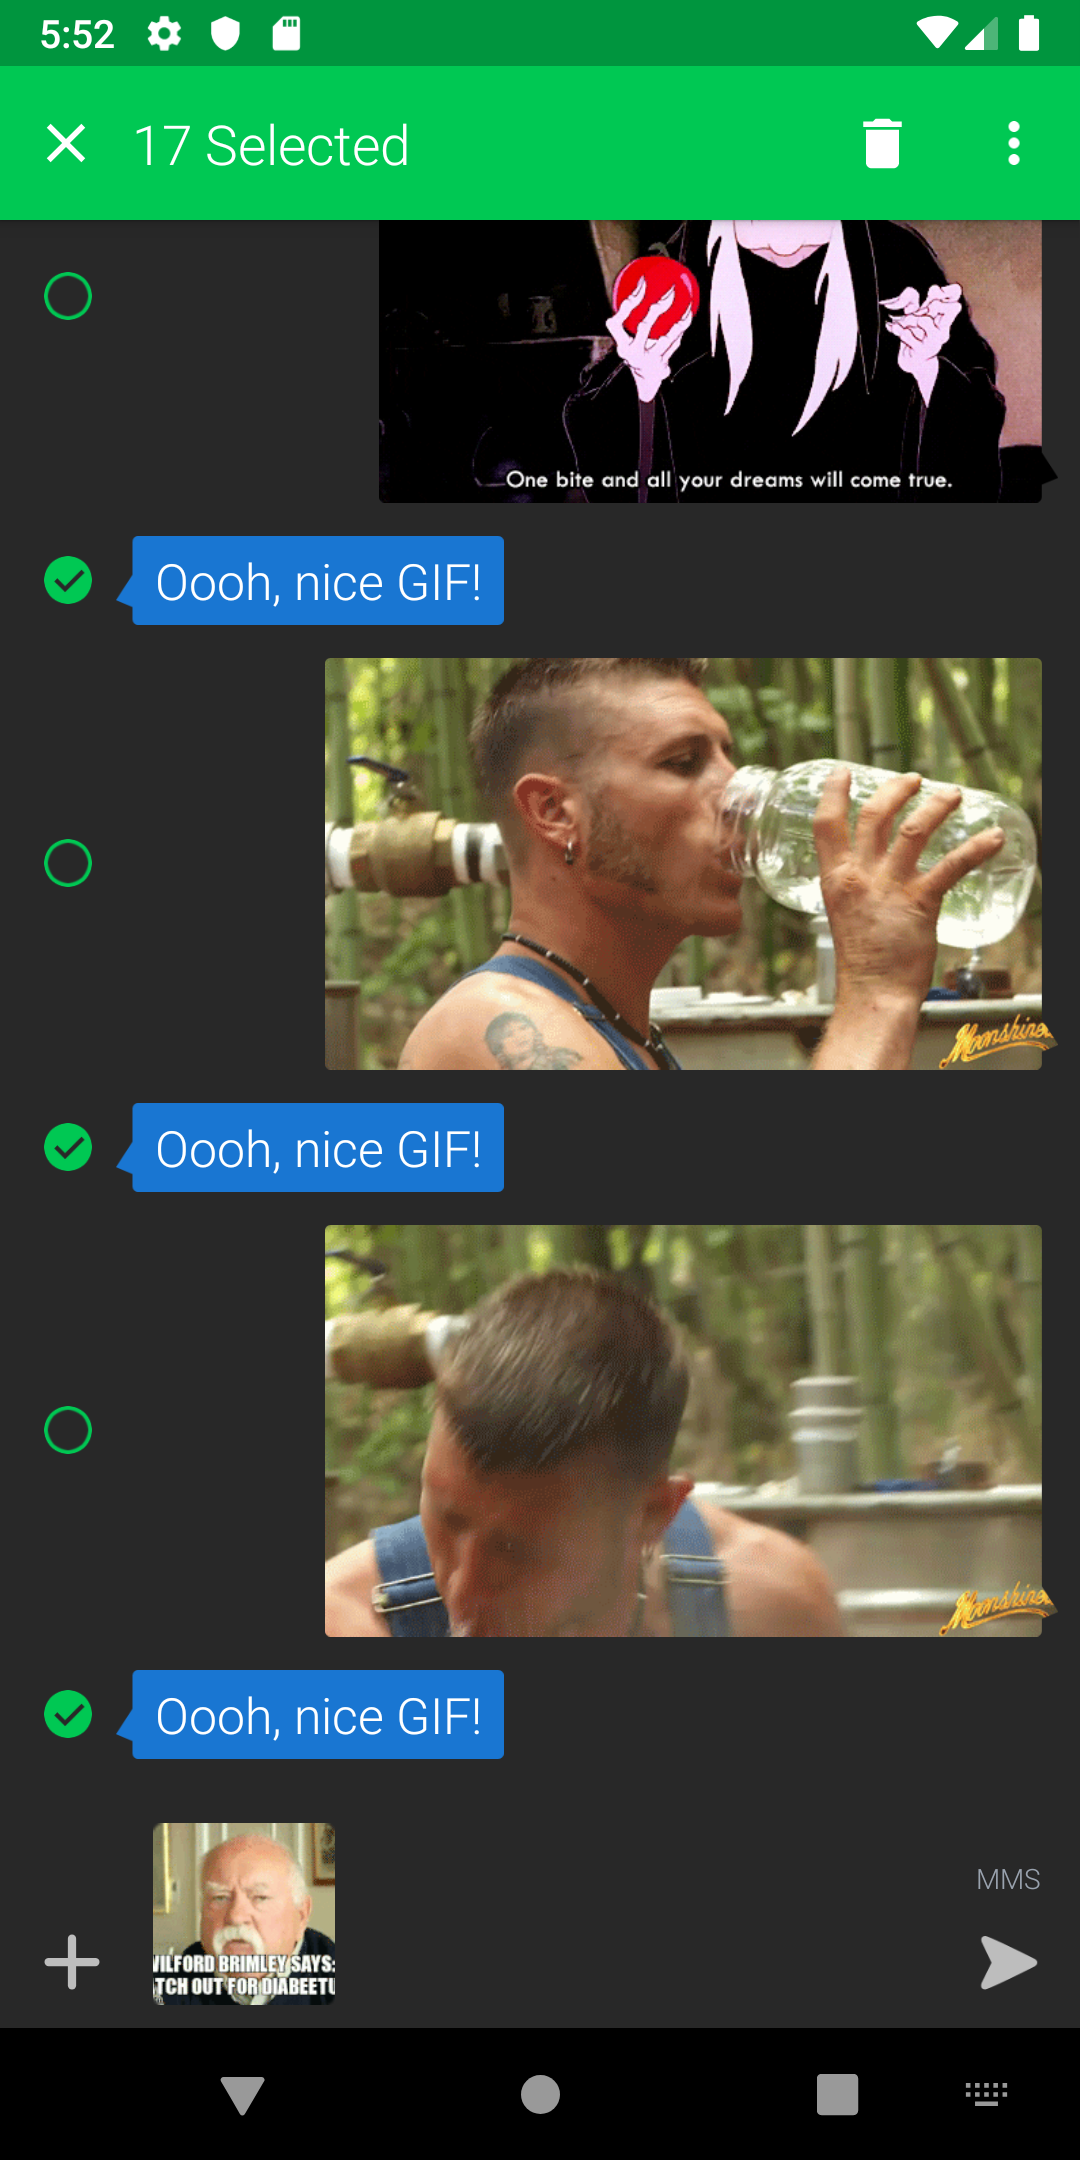 5:52
17 Selected
One bite and all your dreams will come true.
Oooh, nice GIF!
Moonshiners
Oooh, nice GIF!
Moonshiners
Oooh, nice GIF!
WILFORD BRIMLEY SAYS:
TCH OUT FOR DIABEETU
MMS